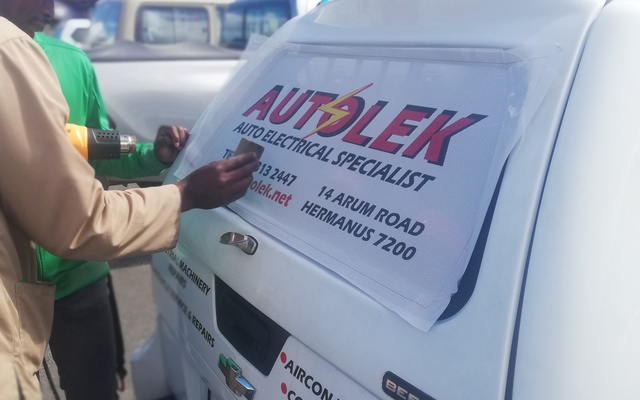 AUTOLEK
AUTO ELECTRICAL SPECIALIST
13 2447
olek.net
14 ARUM ROAD
HERMANUS 7200
MACHINERY
& REPAIRS
AIRCON